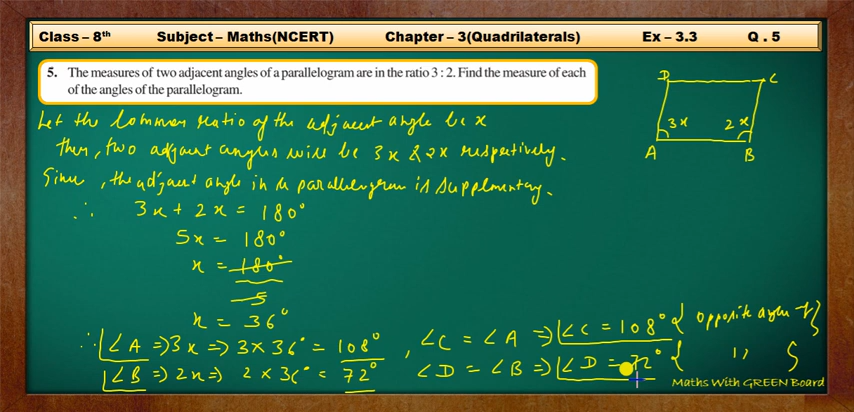 Class – 8th Subject – Maths(NCERT) Chapter – 3(Quadrilaterals) Ex – 3.3 Q . 5
5. The measures of two adjacent angles of a parallelogram are in the ratio 3 : 2. Find the measure of each
of the angles of the parallelogram.
D C
3x 2x
A B
Let the common ratio of the adjacent angle be x
then, two adjacent angles will be 3x & 2x respectively.
Since, the adjacent angle in a parallelogram is supplementary.
∴ 3x + 2x = 180°
5x = 180°
x = 180°
5
x = 36°
∴ ∠A ⇒ 3x ⇒ 3 × 36° = 108° , ∠C = ∠A ⇒ ∠C = 108° { opposite angle }
∠B ⇒ 2x ⇒ 2 × 36° = 72° ∠D = ∠B ⇒ ∠D = 72° { " }
Maths With GREEN Board